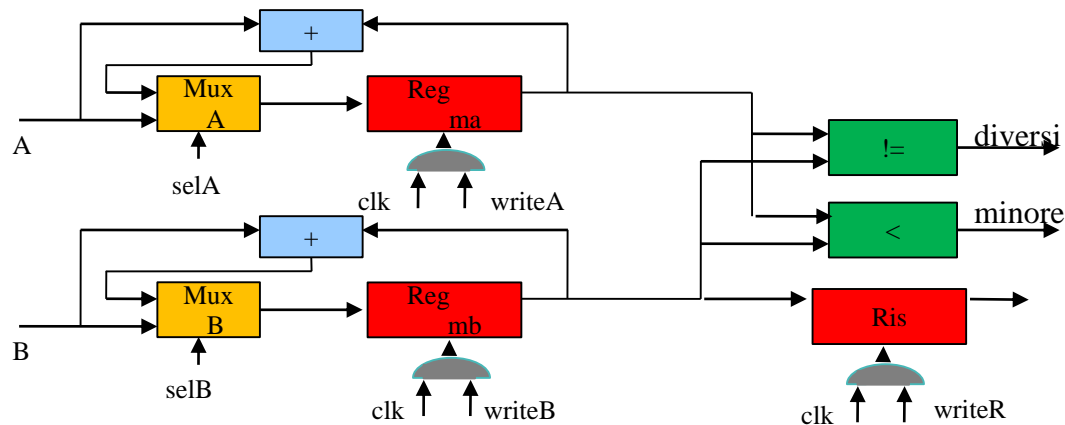 +
Mux
A
Reg
ma
A
selA
clk
writeA
!=
diversi
+
minore
<
Mux
B
Reg
mb
B
selB
clk
writeB
Ris
clk
writeR